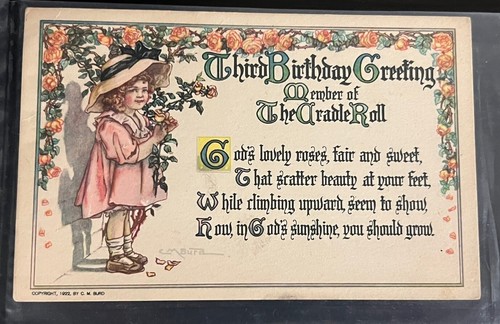 Third Birthday Greeting
Member of
The Cradle Roll
God's lovely roses, fair and sweet,
That scatter beauty at your feet,
While climbing upward, seem to show
How, in God's sunshine, you should grow.
C.M. Burd
COPYRIGHT, 1922, BY C. M. BURD